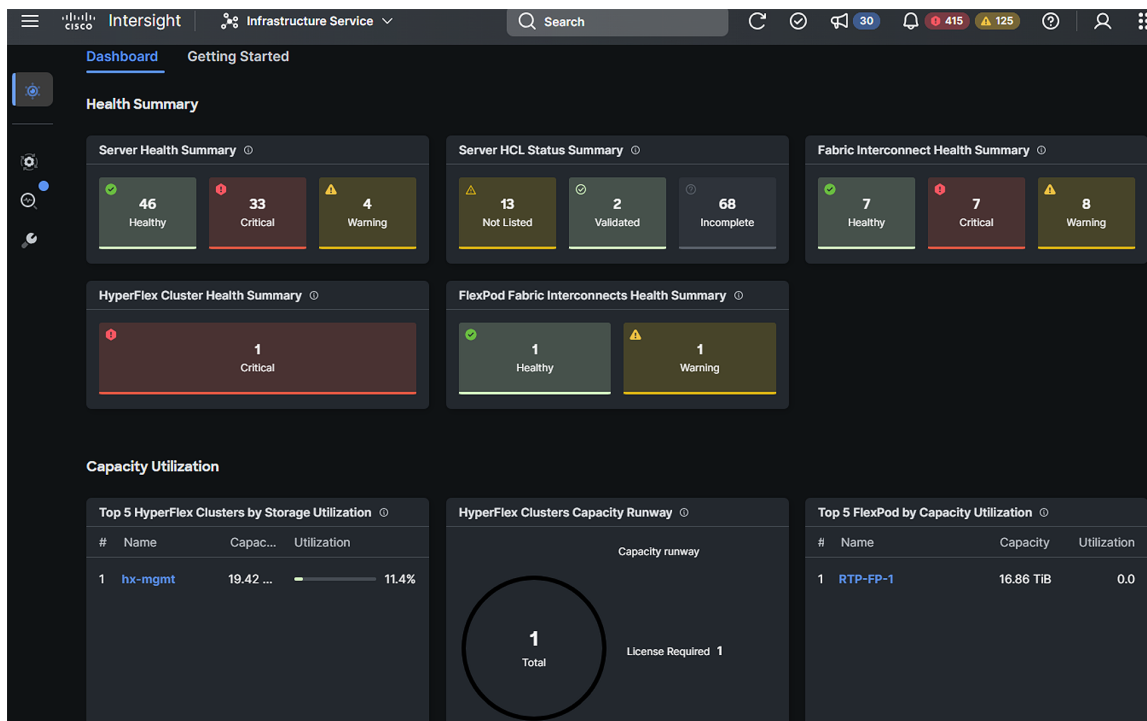 cisco Intersight Infrastructure Service Search 30 415 125
Dashboard Getting Started
Health Summary
Server Health Summary
46
Healthy
33
Critical
4
Warning
Server HCL Status Summary
13
Not Listed
2
Validated
68
Incomplete
Fabric Interconnect Health Summary
7
Healthy
7
Critical
8
Warning
HyperFlex Cluster Health Summary
1
Critical
FlexPod Fabric Interconnects Health Summary
1
Healthy
1
Warning
Capacity Utilization
Top 5 HyperFlex Clusters by Storage Utilization
# Name Capac... Utilization
1 hx-mgmt 19.42 ... 11.4%
HyperFlex Clusters Capacity Runway
Capacity runway
1
Total
License Required 1
Top 5 FlexPod by Capacity Utilization
# Name Capacity Utilization
1 RTP-FP-1 16.86 TiB 0.0